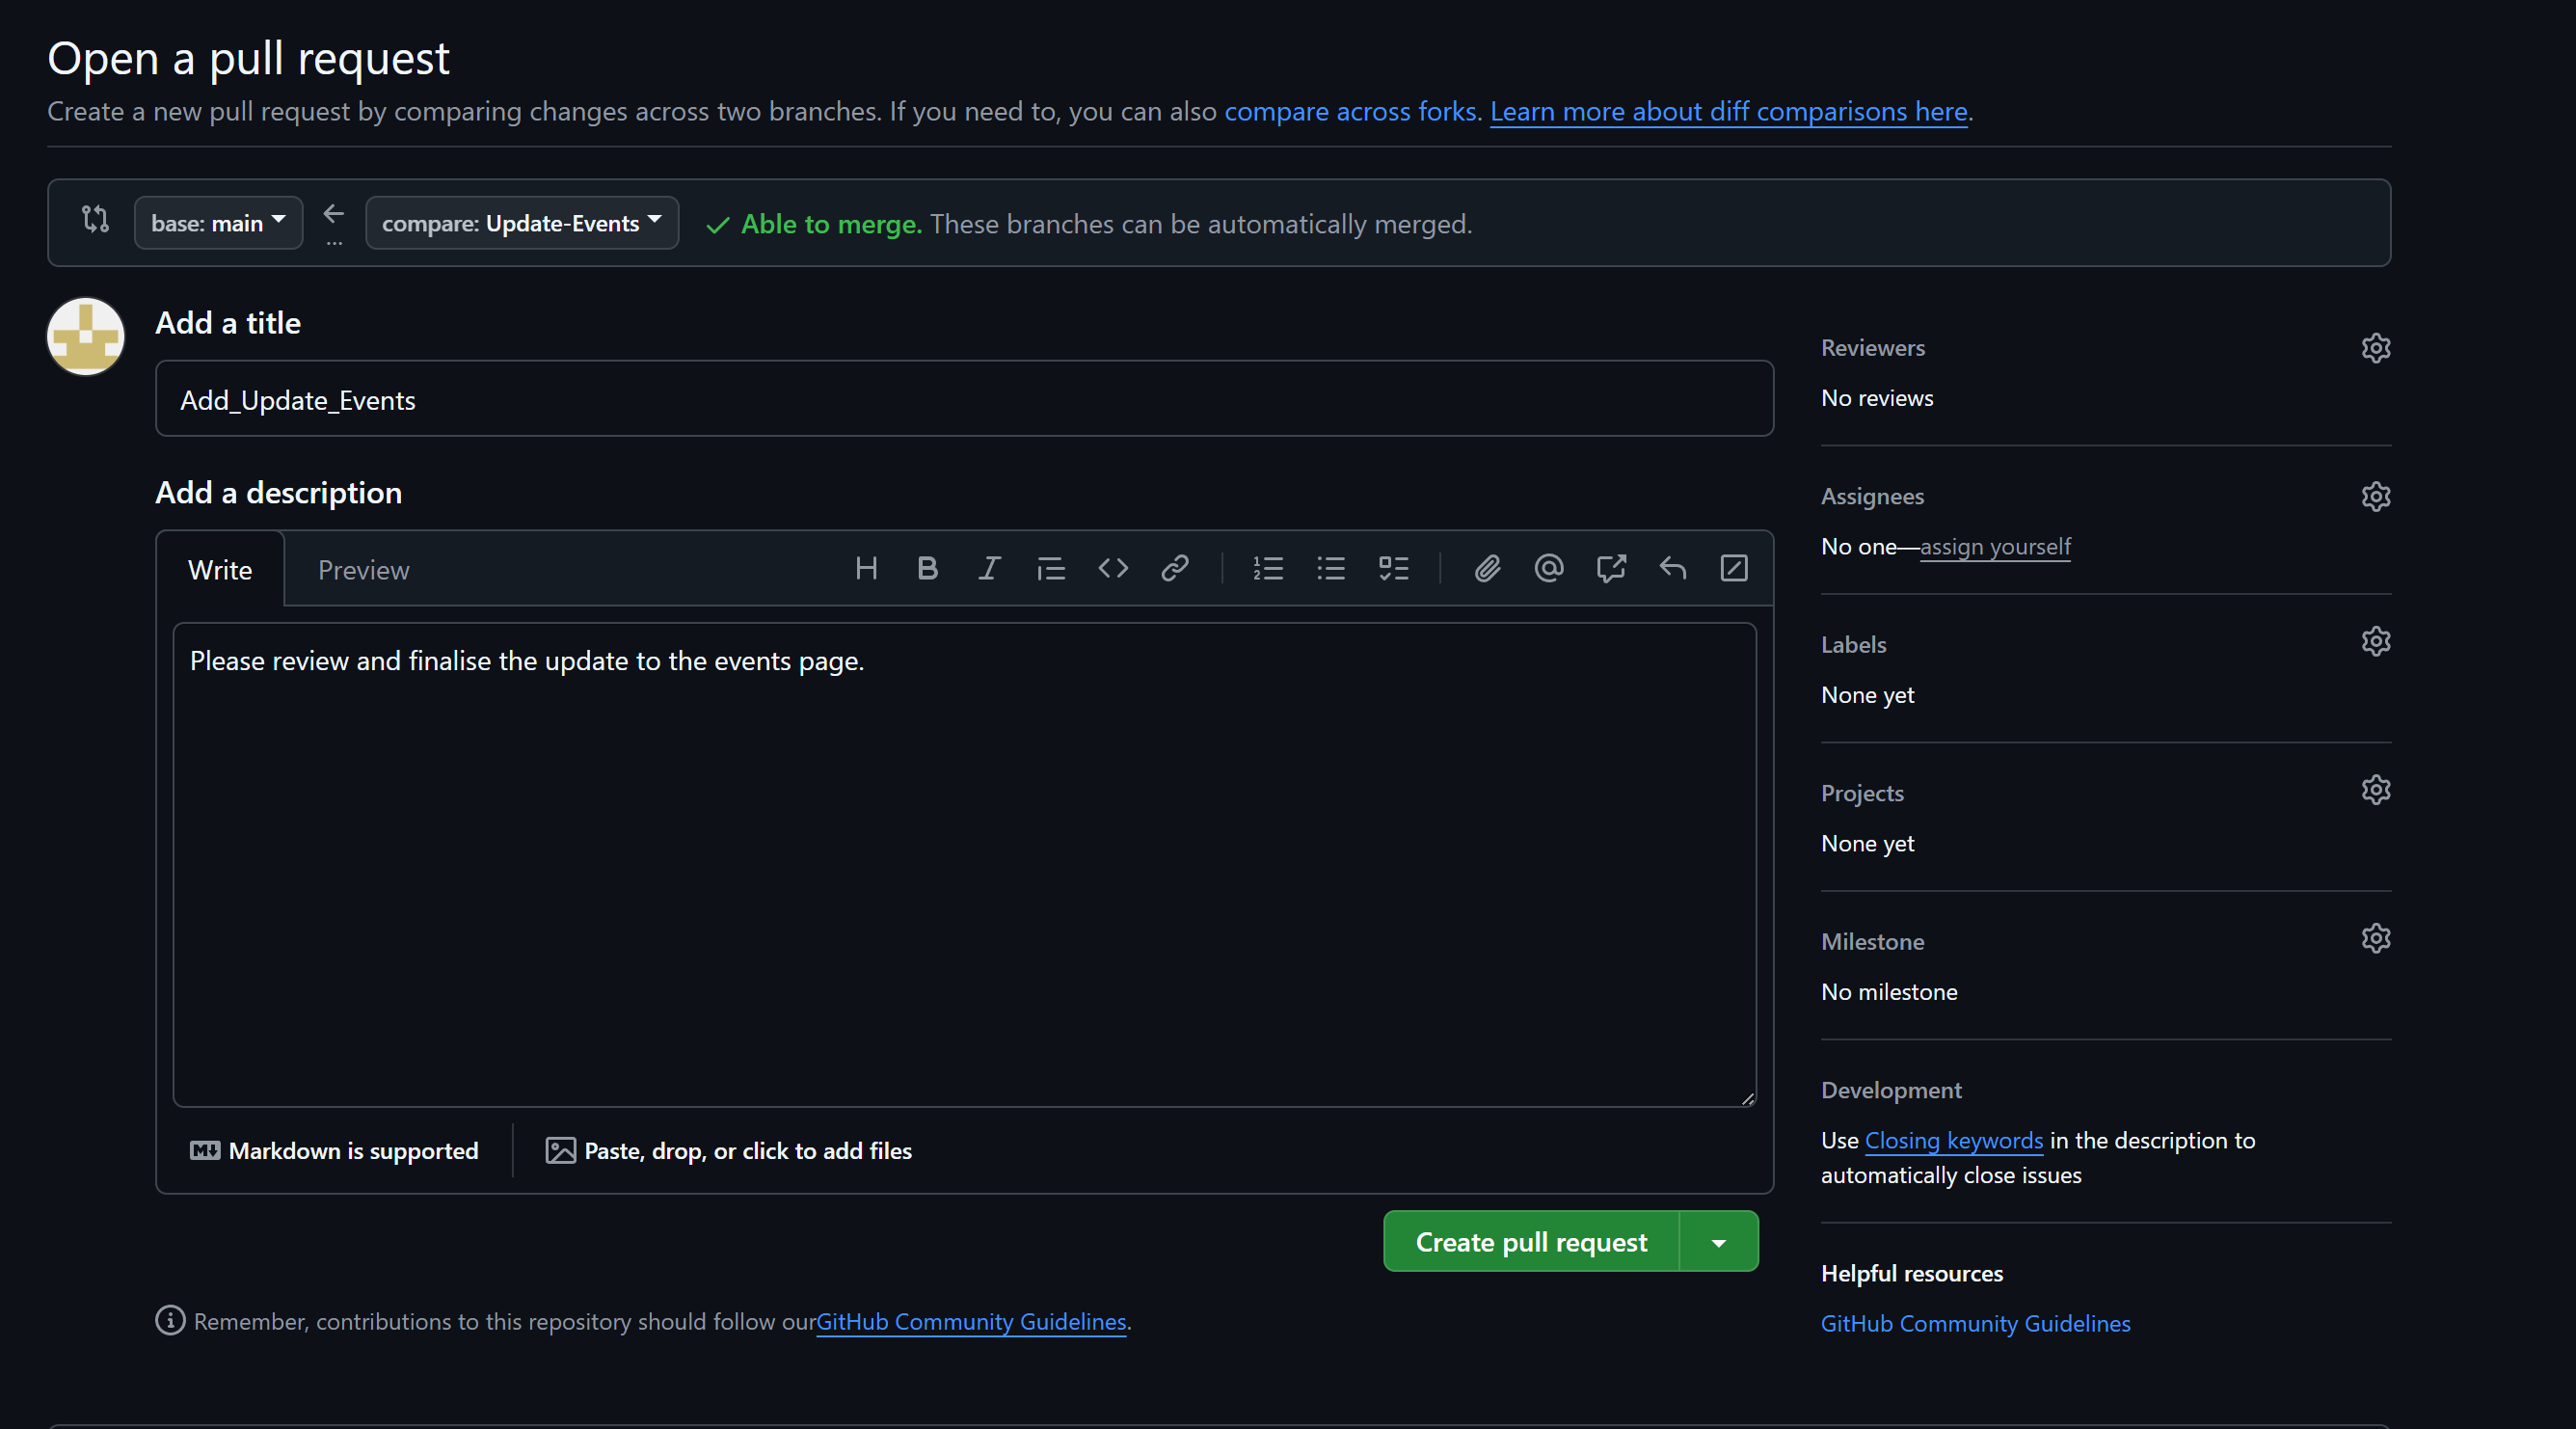 Open a pull request
Create a new pull request by comparing changes across two branches. If you need to, you can also compare across forks. Learn more about diff comparisons here.
base: main
...
compare: Update-Events
Able to merge. These branches can be automatically merged.
Add a title
Add_Update_Events
Add a description
Write
Preview
Please review and finalise the update to the events page.
Markdown is supported
Paste, drop, or click to add files
Create pull request
Remember, contributions to this repository should follow ourGitHub Community Guidelines.
Reviewers
No reviews
Assignees
No one—assign yourself
Labels
None yet
Projects
None yet
Milestone
No milestone
Development
Use Closing keywords in the description to
automatically close issues
Helpful resources
GitHub Community Guidelines